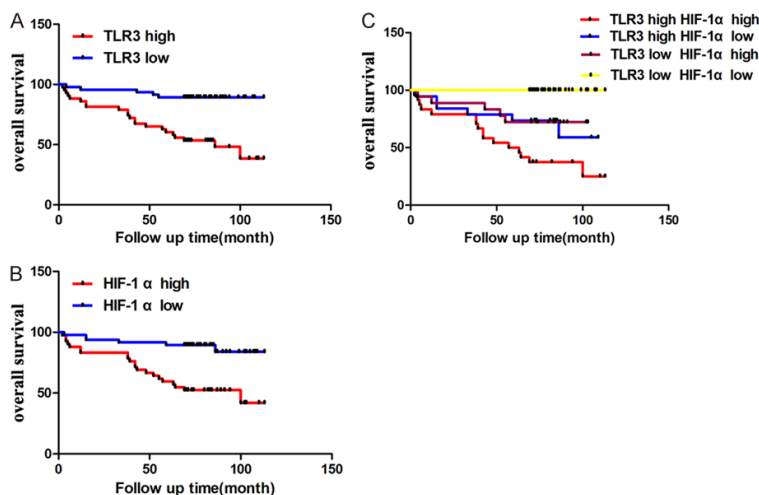 A
TLR3 high
TLR3 low
overall survival
150
100
50
0
0
50
100
150
Follow up time(month)
B
HIF-1 α high
HIF-1 α low
overall survival
150
100
50
0
0
50
100
150
Follow up time(month)
C
TLR3 high HIF-1α high
TLR3 high HIF-1α low
TLR3 low HIF-1α high
TLR3 low HIF-1α low
overall survival
150
100
50
0
0
50
100
150
Follow up time(month)